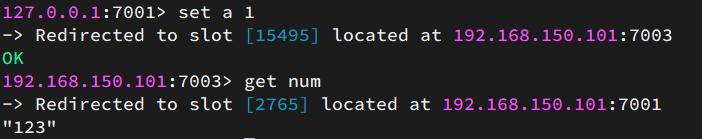 127.0.0.1:7001> set a 1
-> Redirected to slot [15495] located at 192.168.150.101:7003
OK
192.168.150.101:7003> get num
-> Redirected to slot [2765] located at 192.168.150.101:7001
"123"